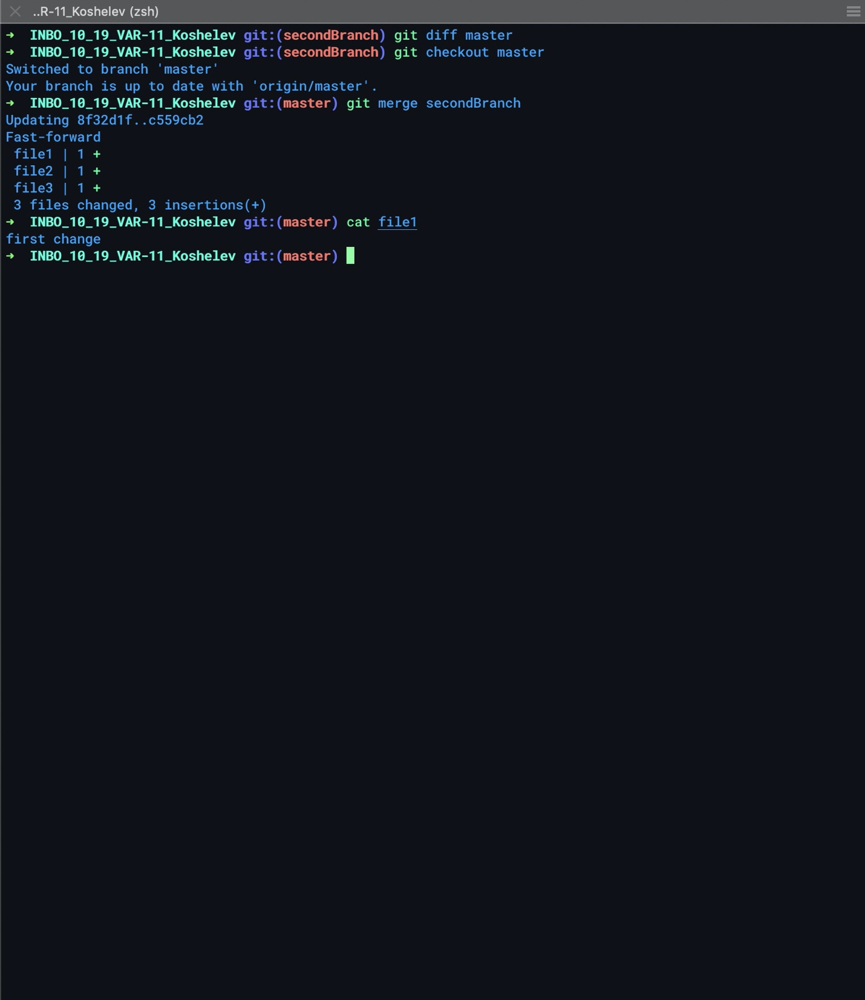 ..R-11_Koshelev (zsh)
➜  INBO_10_19_VAR-11_Koshelev git:(secondBranch) git diff master
➜  INBO_10_19_VAR-11_Koshelev git:(secondBranch) git checkout master
Switched to branch 'master'
Your branch is up to date with 'origin/master'.
➜  INBO_10_19_VAR-11_Koshelev git:(master) git merge secondBranch
Updating 8f32d1f..c559cb2
Fast-forward
 file1 | 1 +
 file2 | 1 +
 file3 | 1 +
 3 files changed, 3 insertions(+)
➜  INBO_10_19_VAR-11_Koshelev git:(master) cat file1
first change
➜  INBO_10_19_VAR-11_Koshelev git:(master)